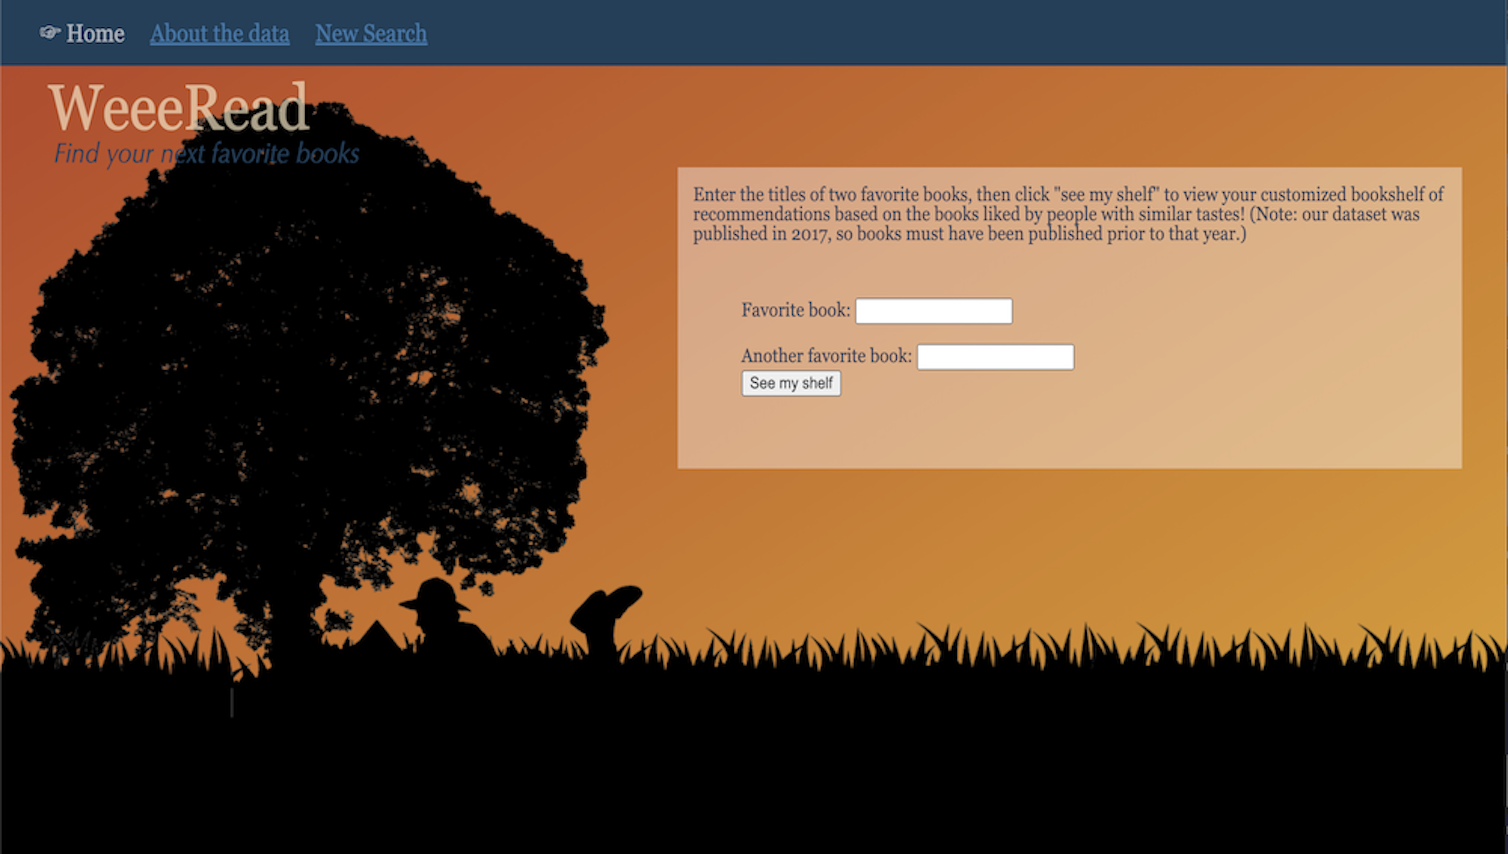 ☞ Home About the data New Search
WeeeRead
Find your next favorite books
Enter the titles of two favorite books, then click "see my shelf" to view your customized bookshelf of
recommendations based on the books liked by people with similar tastes! (Note: our dataset was
published in 2017, so books must have been published prior to that year.)
Favorite book:
Another favorite book:
See my shelf